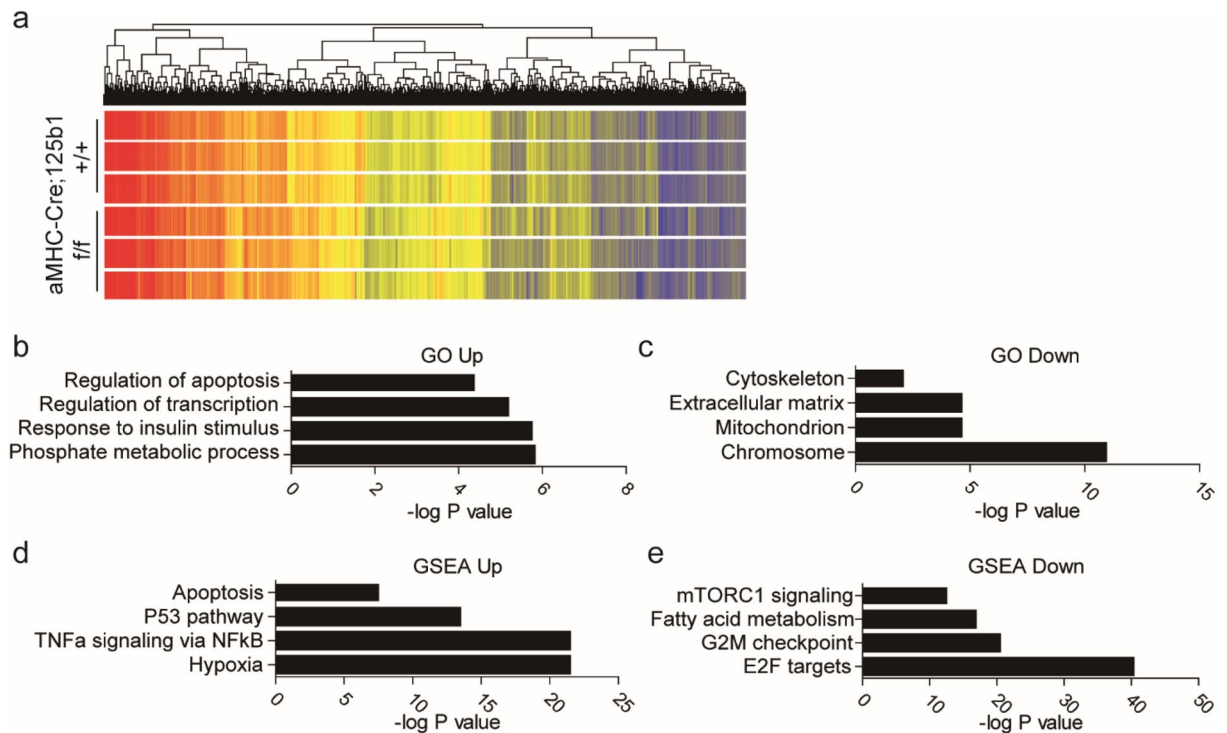 a
aMHC-Cre;125b1
+/+
f/f
b
GO Up
Regulation of apoptosis
Regulation of transcription
Response to insulin stimulus
Phosphate metabolic process
0 2 4 6 8
-log P value
c
GO Down
Cytoskeleton
Extracellular matrix
Mitochondrion
Chromosome
0 5 10 15
-log P value
d
GSEA Up
Apoptosis
P53 pathway
TNFa signaling via NFkB
Hypoxia
0 5 10 15 20 25
-log P value
e
GSEA Down
mTORC1 signaling
Fatty acid metabolism
G2M checkpoint
E2F targets
0 10 20 30 40 50
-log P value